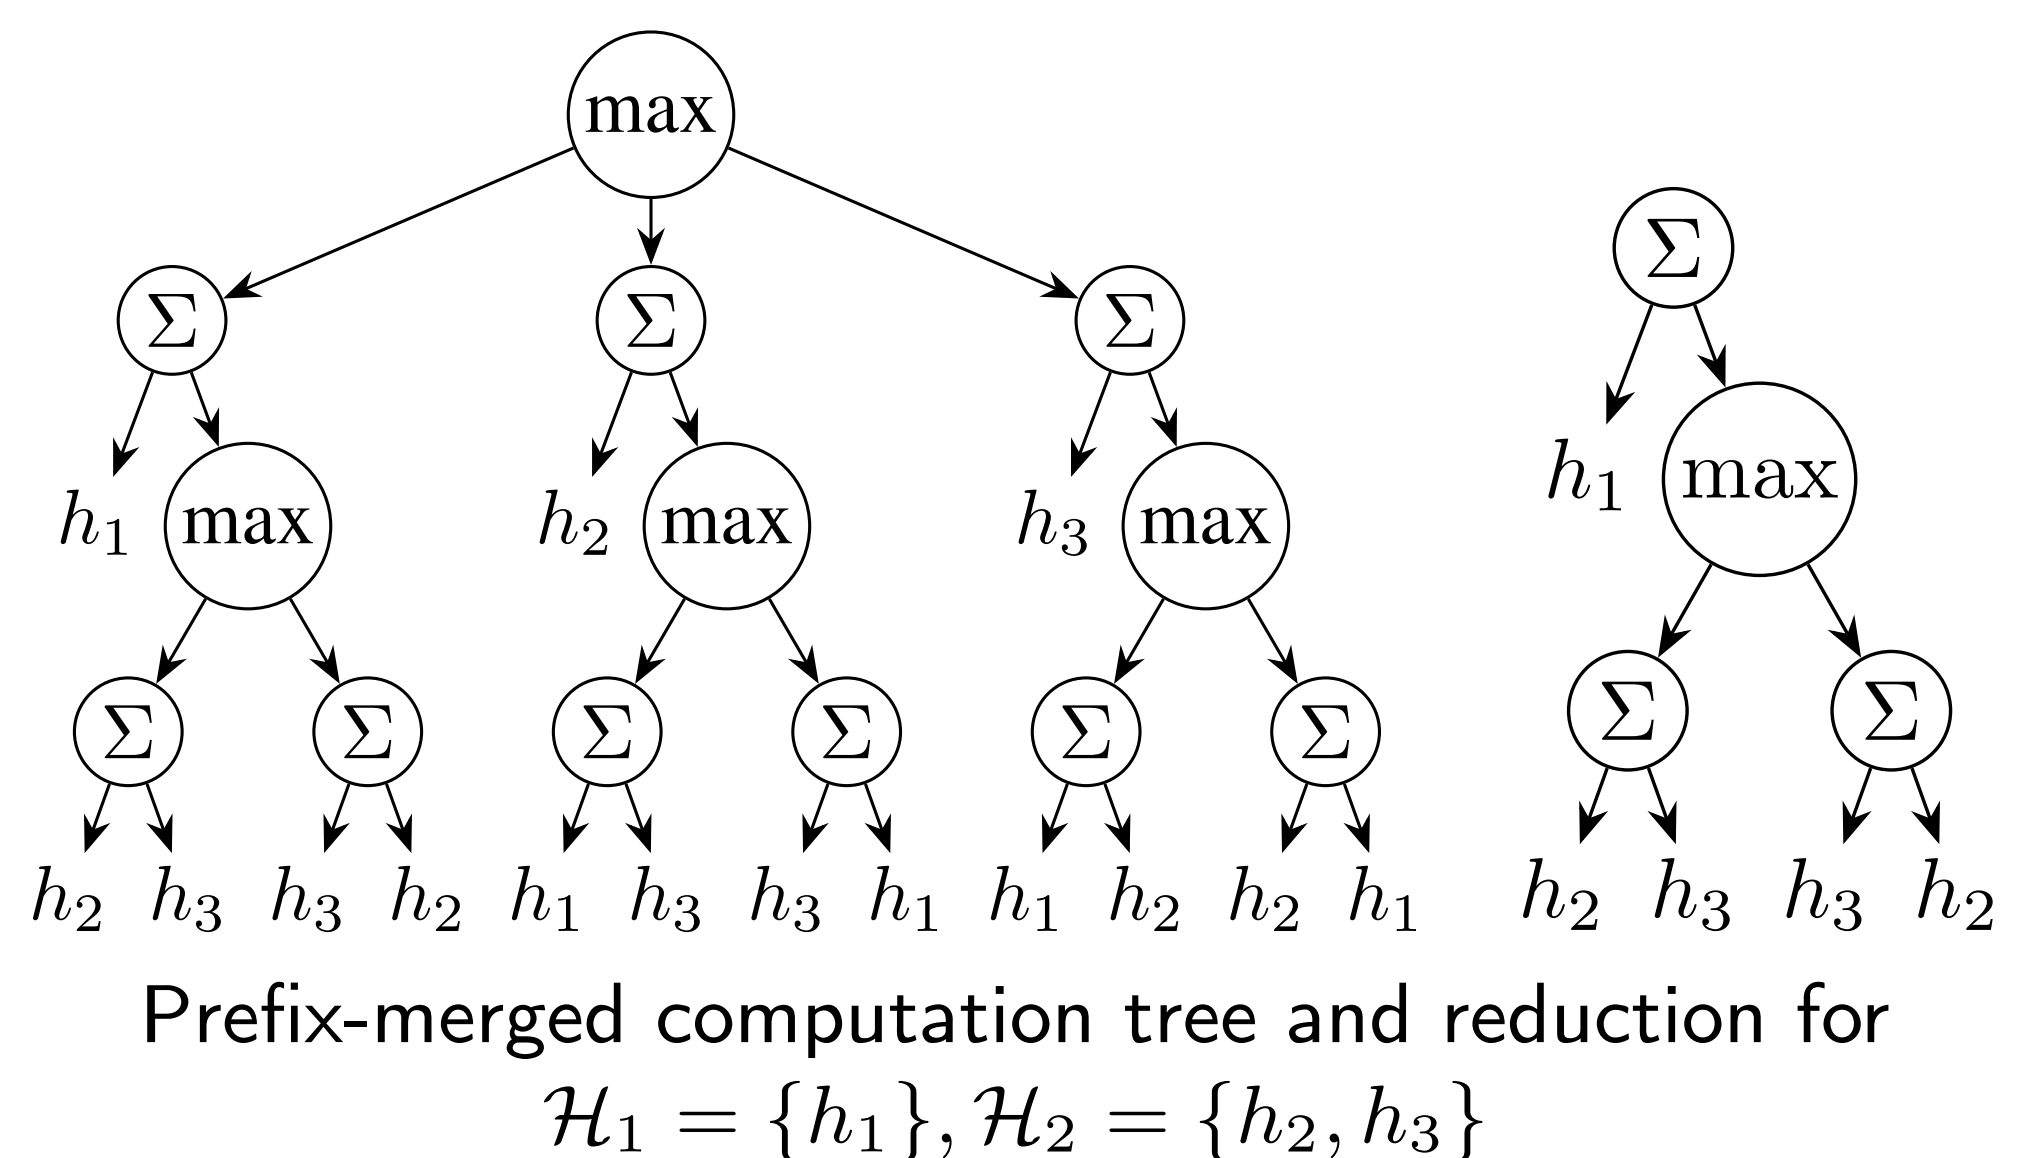 max
Σ
Σ Σ Σ
h₁ max h₂ max h₃ max h₁ max
Σ Σ Σ Σ Σ Σ Σ Σ
h₂ h₃ h₃ h₂ h₁ h₃ h₃ h₁ h₁ h₂ h₂ h₁ h₂ h₃ h₃ h₂
Prefix-merged computation tree and reduction for
ℋ₁ = {h₁}, ℋ₂ = {h₂, h₃}